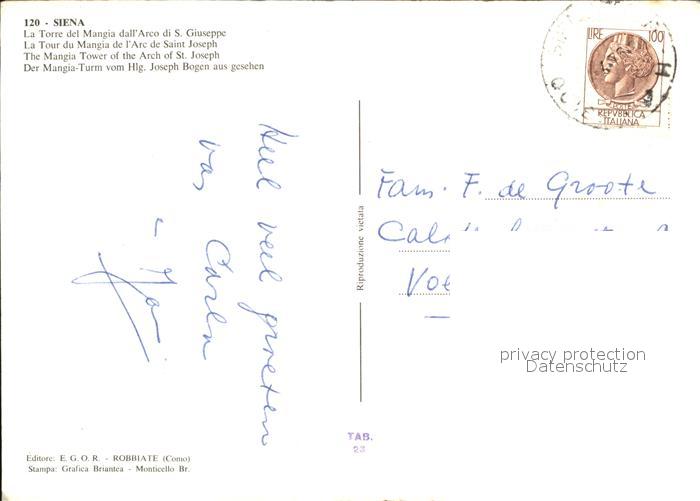 120 - SIENA
La Torre del Mangia dall'Arco di S. Giuseppe
La Tour du Mangia de l'Arc de Saint Joseph
The Mangia Tower of the Arch of St. Joseph
Der Mangia-Turm vom Hlg. Joseph Bogen aus gesehen
LIRE 100
POSTE
REPVBBLICA
ITALIANA
Heel veel groeten
van Carla
Riproduzione vietata
Fam. F. de Groote
privacy protection
Datenschutz
TAB.
23
Editore: E. G. O. R. - ROBBIATE (Como)
Stampa: Grafica Briantea - Monticello Br.